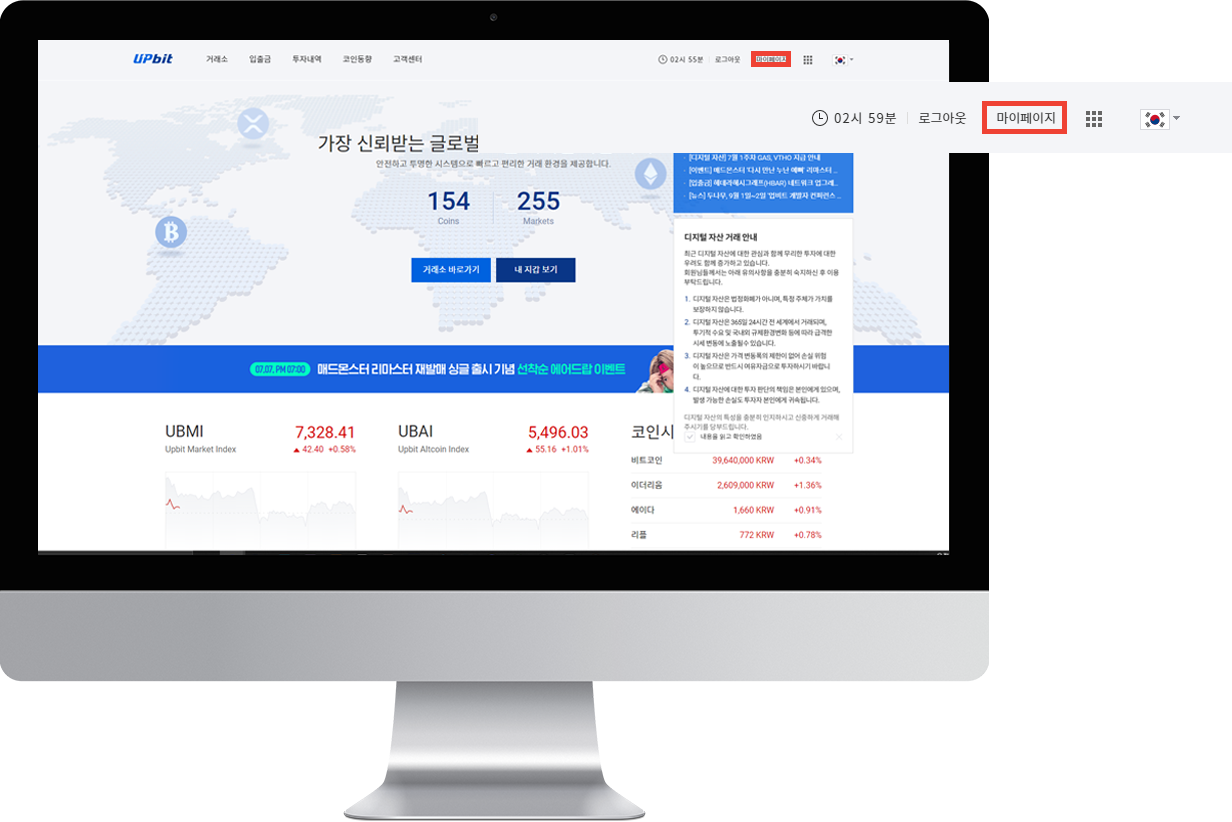 UPbit 거래소 입출금 투자내역 코인동향 고객센터
02시 55분 로그아웃 마이페이지
02시 59분 로그아웃 마이페이지
가장 신뢰받는 글로벌
안전하고 투명한 시스템으로 빠르고 편리한 거래 환경을 제공합니다.
154 255
Coins Markets
거래소 바로가기 내 지갑 보기
· [디지털 자산] 7월 1주차 GAS, VTHO 지급 안내
· [이벤트] 매드몬스터 '다시 만난 누난 예뻐' 리마스터 ...
· [입출금] 헤데라해시그래프(HBAR) 네트워크 업그레...
· [뉴스] 두나무, 9월 1일~2일 '업비트 개발자 컨퍼런스 ...
디지털 자산 거래 안내
최근 디지털 자산에 대한 관심과 함께 무리한 투자에 대한
우려도 함께 증가하고 있습니다.
회원님들께서는 아래 유의사항을 충분히 숙지하신 후 이용
부탁드립니다.
1. 디지털 자산은 법정화폐가 아니며, 특정 주체가 가치를
보장하지 않습니다.
2. 디지털 자산은 365일 24시간 전 세계에서 거래되며,
투기적 수요 및 국내외 규제환경변화 등에 따라 급격한
시세 변동에 노출될수 있습니다.
3. 디지털 자산은 가격 변동폭의 제한이 없어 손실 위험
이 높으므로 반드시 여유자금으로 투자하시기 바랍니
다.
4. 디지털 자산에 대한 투자 판단의 책임은 본인에게 있으며,
발생 가능한 손실도 투자자 본인에게 귀속됩니다.
디지털 자산의 특성을 충분히 인지하시고 신중하게 거래해
주시기를 당부드립니다.
내용을 읽고 확인하였음
07.07. PM 07:00 매드몬스터 리마스터 재발매 싱글 출시 기념 선착순 에어드랍 이벤트
UBMI 7,328.41
Upbit Market Index ▲ 42.40 +0.58%
UBAI 5,496.03
Upbit Altcoin Index ▲ 55.16 +1.01%
코인시
비트코인 39,640,000 KRW +0.34%
이더리움 2,609,000 KRW +1.36%
에이다 1,660 KRW +0.91%
리플 772 KRW +0.78%